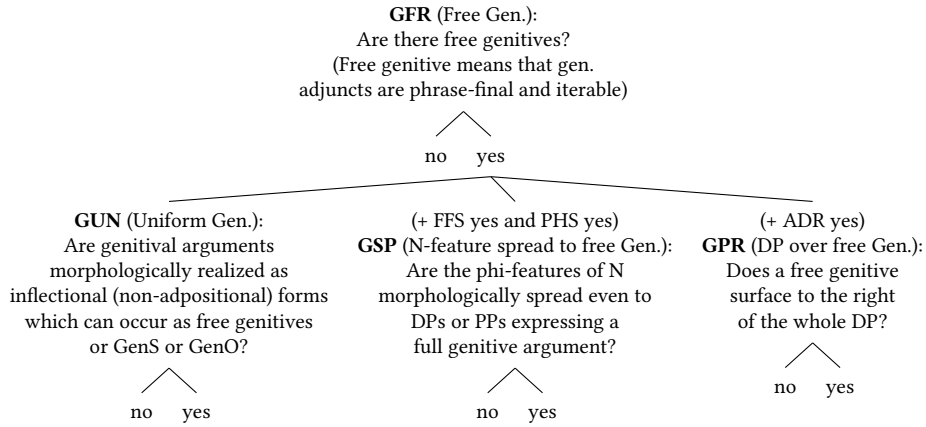 GFR (Free Gen.):
Are there free genitives?
(Free genitive means that gen.
adjuncts are phrase-final and iterable)
no yes
GUN (Uniform Gen.):
Are genitival arguments
morphologically realized as
inflectional (non-adpositional) forms
which can occur as free genitives
or GenS or GenO?
no yes
(+ FFS yes and PHS yes)
GSP (N-feature spread to free Gen.):
Are the phi-features of N
morphologically spread even to
DPs or PPs expressing a
full genitive argument?
no yes
(+ ADR yes)
GPR (DP over free Gen.):
Does a free genitive
surface to the right
of the whole DP?
no yes